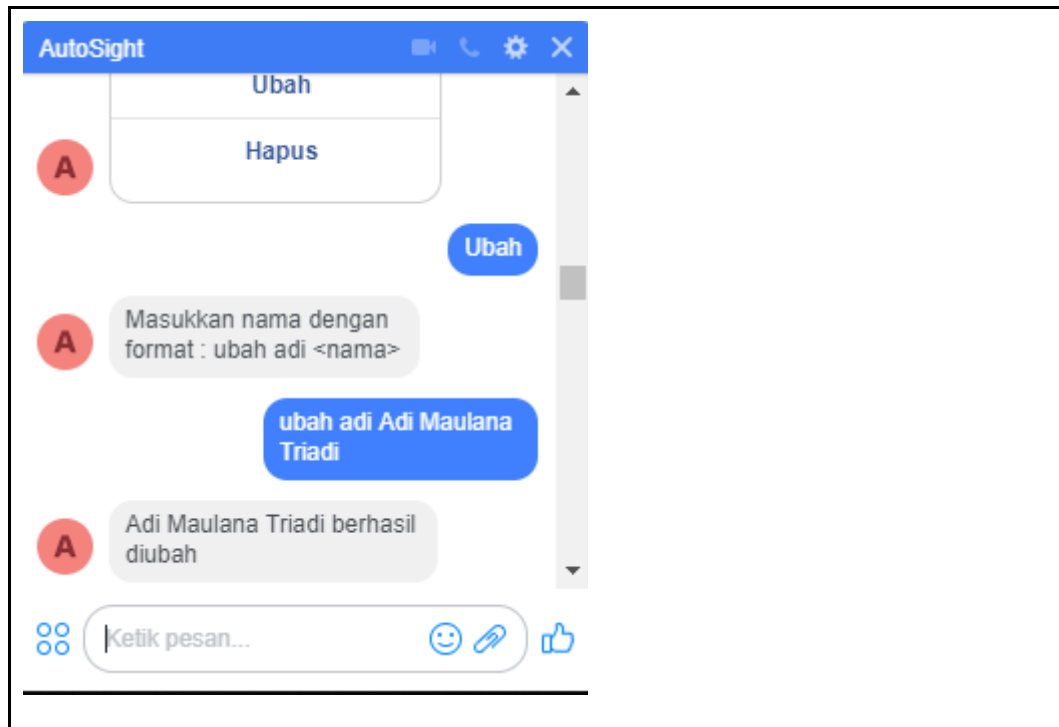 AutoSight
Ubah
Hapus
A
Ubah
Masukkan nama dengan
format : ubah adi <nama>
A
ubah adi Adi Maulana
Triadi
Adi Maulana Triadi berhasil
diubah
A
Ketik pesan...